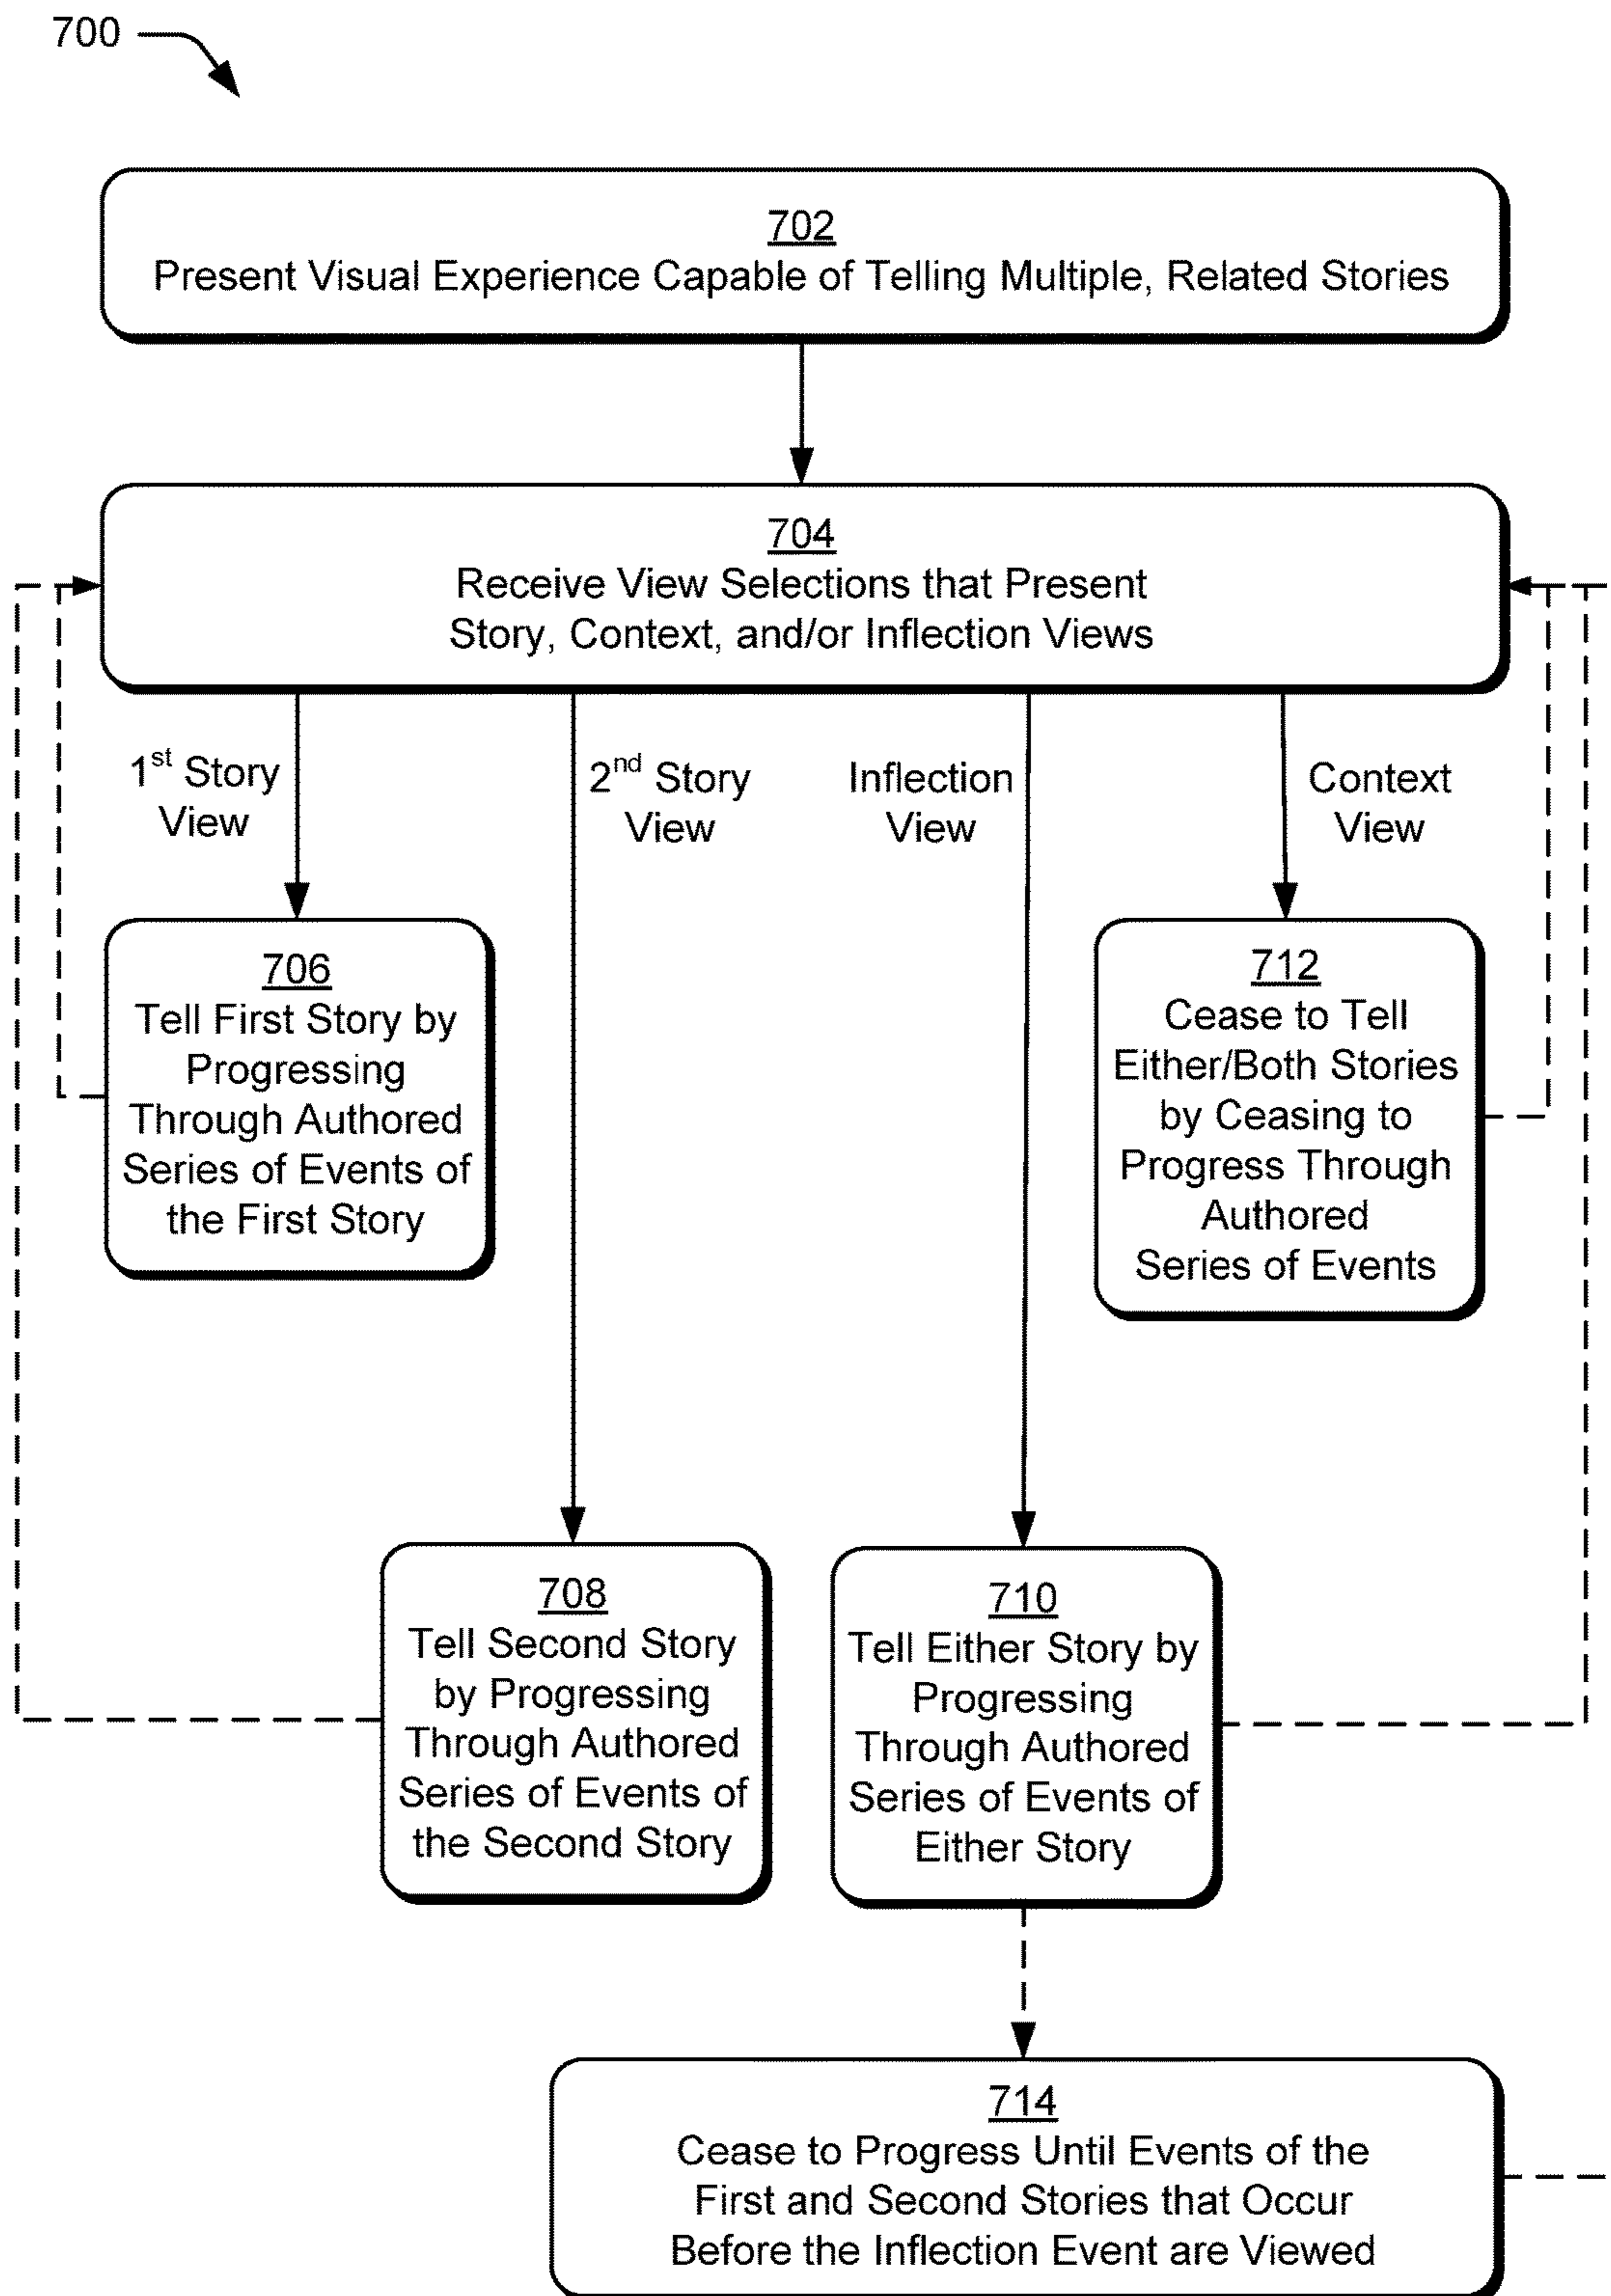 700
702
Present Visual Experience Capable of Telling Multiple, Related Stories
704
Receive View Selections that Present
Story, Context, and/or Inflection Views
1st Story
View
2nd Story
View
Inflection
View
Context
View
706
Tell First Story by
Progressing
Through Authored
Series of Events of
the First Story
712
Cease to Tell
Either/Both Stories
by Ceasing to
Progress Through
Authored
Series of Events
708
Tell Second Story
by Progressing
Through Authored
Series of Events of
the Second Story
710
Tell Either Story by
Progressing
Through Authored
Series of Events of
Either Story
714
Cease to Progress Until Events of the
First and Second Stories that Occur
Before the Inflection Event are Viewed